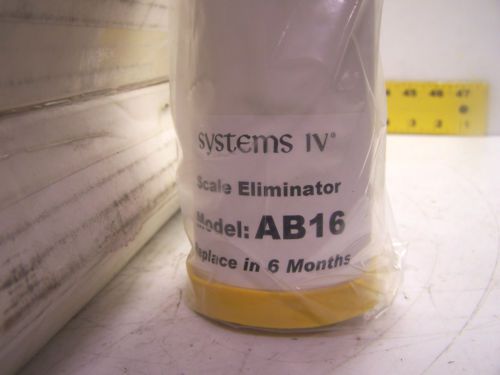 systems IV®
Scale Eliminator
Model: AB16
Replace in 6 Months
45 46 47
3 2 1